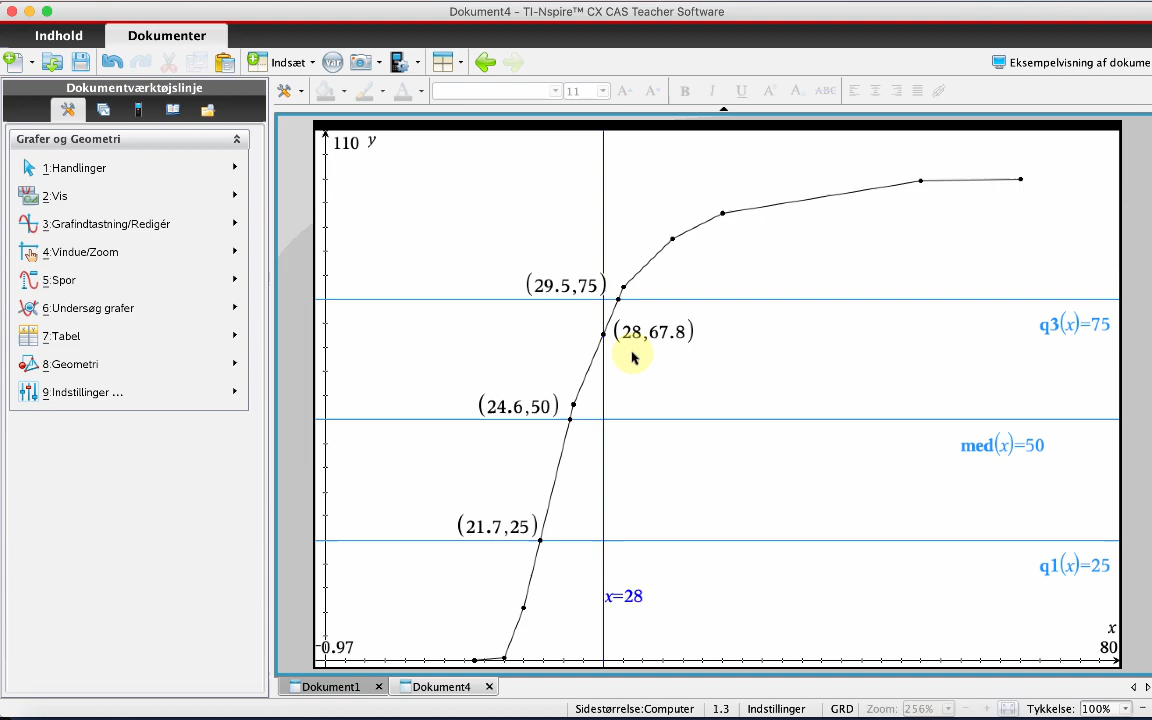 Dokument4 - TI-Nspire™ CX CAS Teacher Software
Indhold
Dokumenter
Indsæt
var
Eksempelvisning af dokume
Dokumentværktøjslinje
11
A A B I U A A ABC
Grafer og Geometri
1:Handlinger
2:Vis
3:Grafindtastning/Redigér
4:Vindue/Zoom
5:Spor
6:Undersøg grafer
7:Tabel
8:Geometri
9:Indstillinger ...
110 y
(29.5,75)
q3(x)=75
(28,67.8)
(24.6,50)
med(x)=50
(21.7,25)
q1(x)=25
x=28
x
-0.97
80
Dokument1
Dokument4
Sidestørrelse:Computer
1.3
Indstillinger
GRD
Zoom: 256%
Tykkelse: 100%